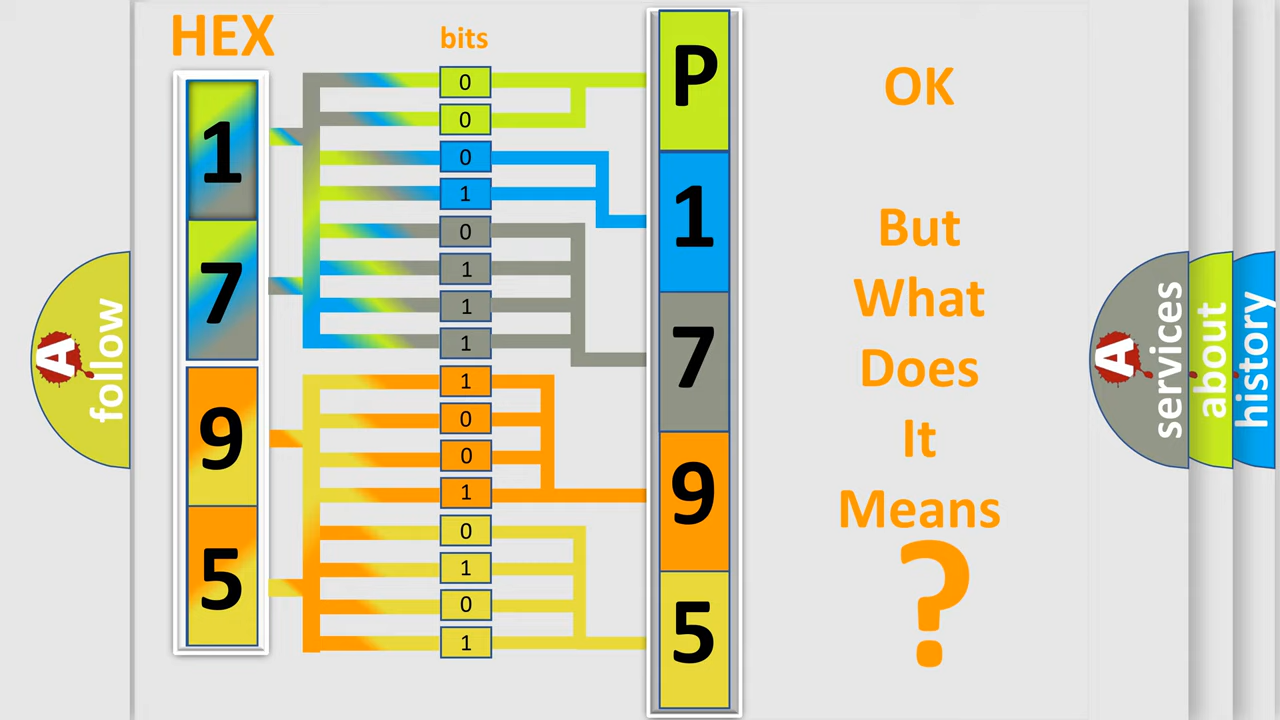 HEX
bits
1
7
9
5
0
0
0
1
0
1
1
1
1
0
0
1
0
1
0
1
P
1
7
9
5
OK
But
What
Does
It
Means
?
A
follow
A
services
about
history